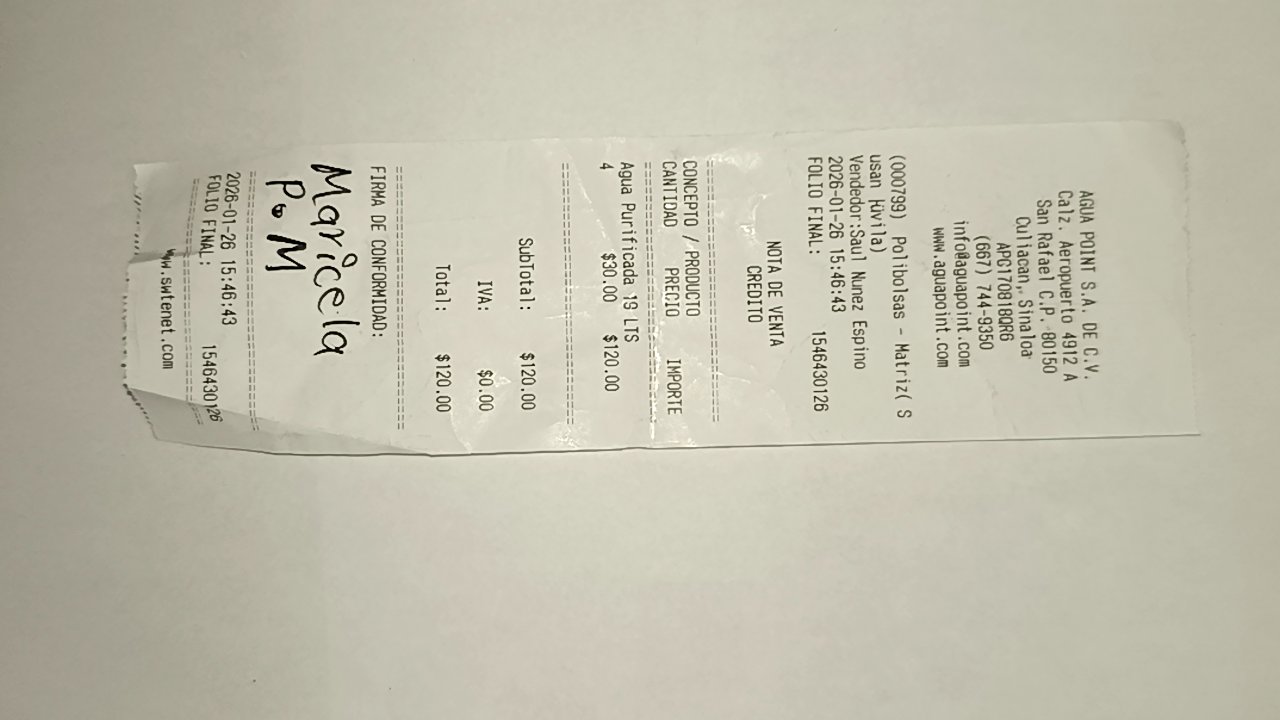 AGUA POINT S.A. DE C.V.
Calz. Aeropuerto 4912 A
San Rafael C.P. 80150
Culiacan, Sinaloa
APO170818QR6
(667) 744-9350
info@aguapoint.com
www.aguapoint.com
(000799) Polibolsas - Matriz( S
usan Kivila)
Vendedor:Saul Nunez Espino
2026-01-26 15:46:43
FOLIO FINAL: 1546430126
NOTA DE VENTA
CREDITO
CONCEPTO / PRODUCTO
CANTIDAD PRECIO IMPORTE
Agua Purificada 19 LTS
4 $30.00 $120.00
SubTotal: $120.00
IVA: $0.00
Total: $120.00
FIRMA DE CONFORMIDAD:
Maricela
P.M
2026-01-26 15:46:43
FOLIO FINAL: 1546430126
www.swtenet.com